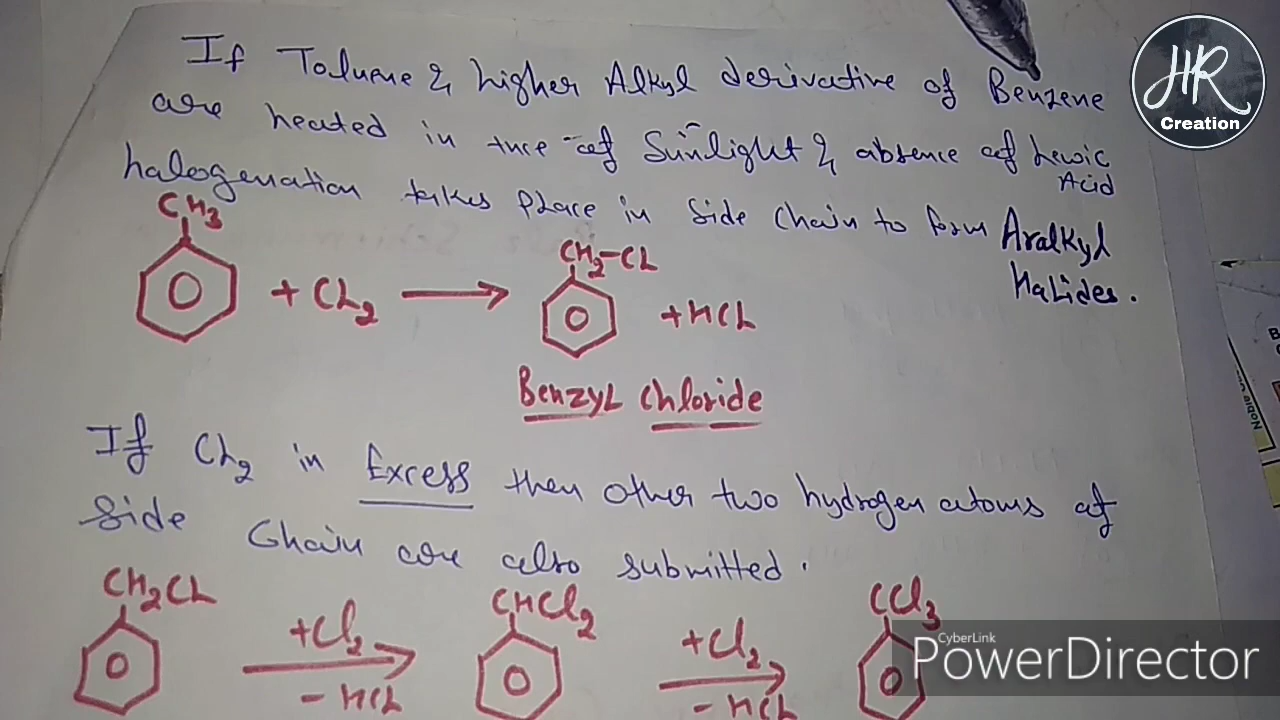 If Toluene & higher Alkyl derivative of Benzene
are heated in the of Sunlight & absence of Lewic Acid
halogenation takes place in Side Chain to form Aralkyl Halides.
CH3
+ Cl2
CH2-CL
+HCL
Benzyl Chloride
If Cl2 in Excess then other two hydrogen atoms of
Side Chain are also submitted.
CH2CL
+Cl2
- HCL
CHCl2
+Cl2
- HCL
CCl3
HR
Creation
CyberLink
PowerDirector